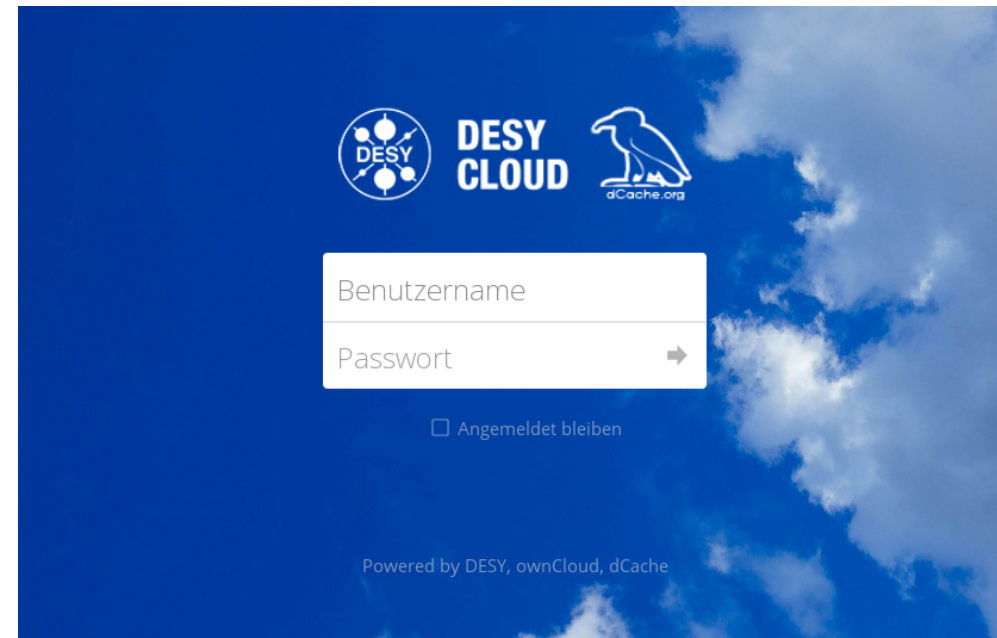 DESY
DESY
CLOUD
dCache.org
Benutzername
Passwort
Angemeldet bleiben
Powered by DESY, ownCloud, dCache